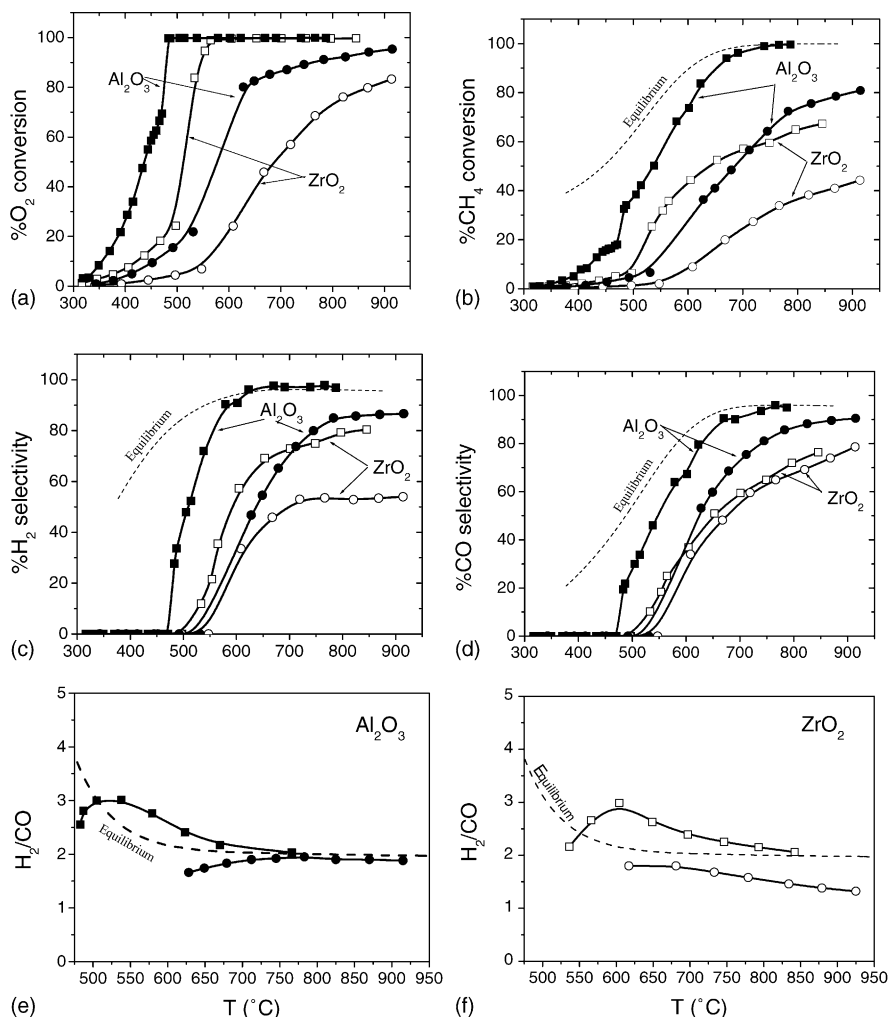 100
80
60
40
20
0
%O₂ conversion
Al₂O₃
ZrO₂
300 400 500 600 700 800 900
(a)
100
80
60
40
20
0
%CH₄ conversion
Equilibrium
Al₂O₃
ZrO₂
300 400 500 600 700 800 900
(b)
100
80
60
40
20
0
%H₂ selectivity
Equilibrium
Al₂O₃
ZrO₂
300 400 500 600 700 800 900
(c)
100
80
60
40
20
0
%CO selectivity
Equilibrium
Al₂O₃
ZrO₂
300 400 500 600 700 800 900
(d)
5
4
3
2
1
0
H₂/CO
Al₂O₃
Equilibrium
500 550 600 650 700 750 800 850 900 950
(e)
T (˚C)
5
4
3
2
1
0
H₂/CO
ZrO₂
Equilibrium
500 550 600 650 700 750 800 850 900 950
(f)
T (˚C)